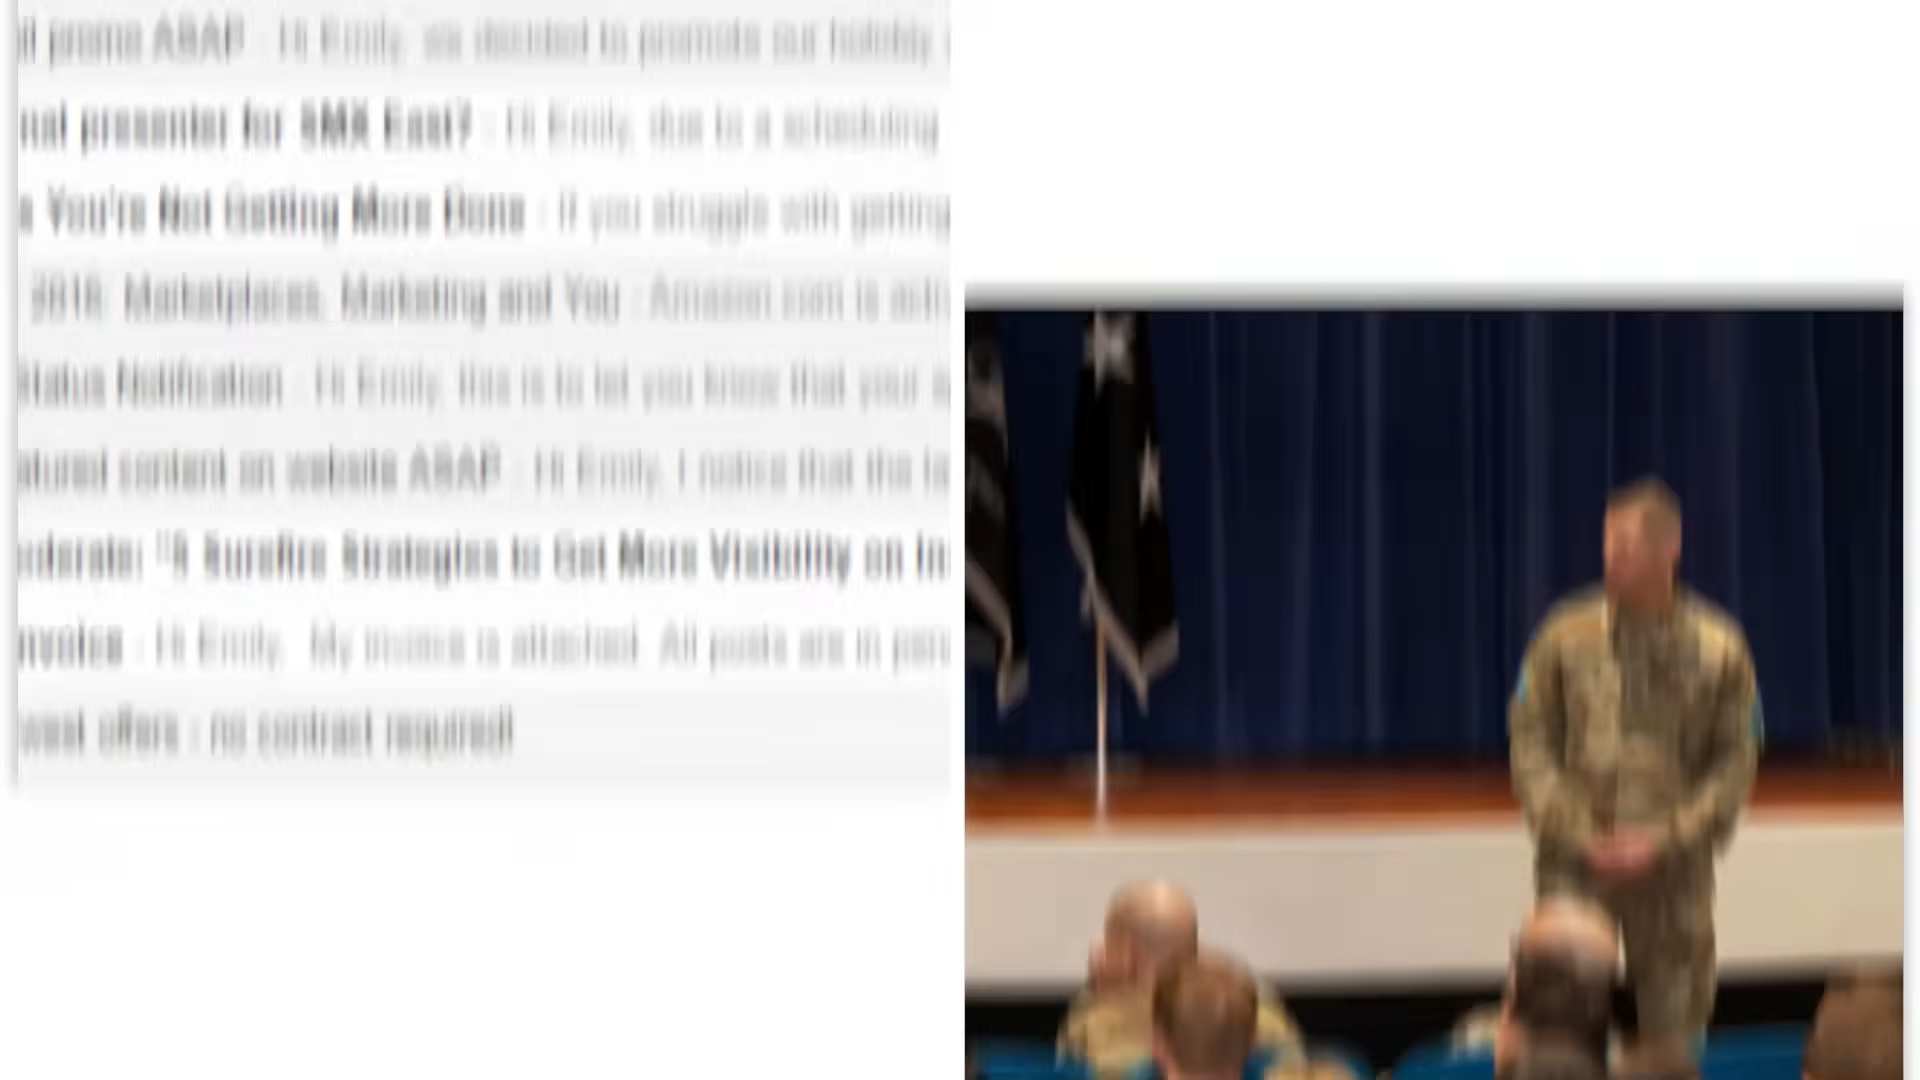 promo ASAP - Hi Emily, we decided to promote our holiday
presenter for SMX East? - Hi Emily, due to a scheduling
You're Not Getting More Done - If you struggle with getting
2016: Marketplaces, Marketing and You - Amazon.com is
Status Notification - Hi Emily, this is to let you know that your
content on website ASAP - Hi Emily, I notice that the
Surefire Strategies to Get More Visibility on
invoice - Hi Emily, My invoice is attached. All posts are in
offers - no contract required!